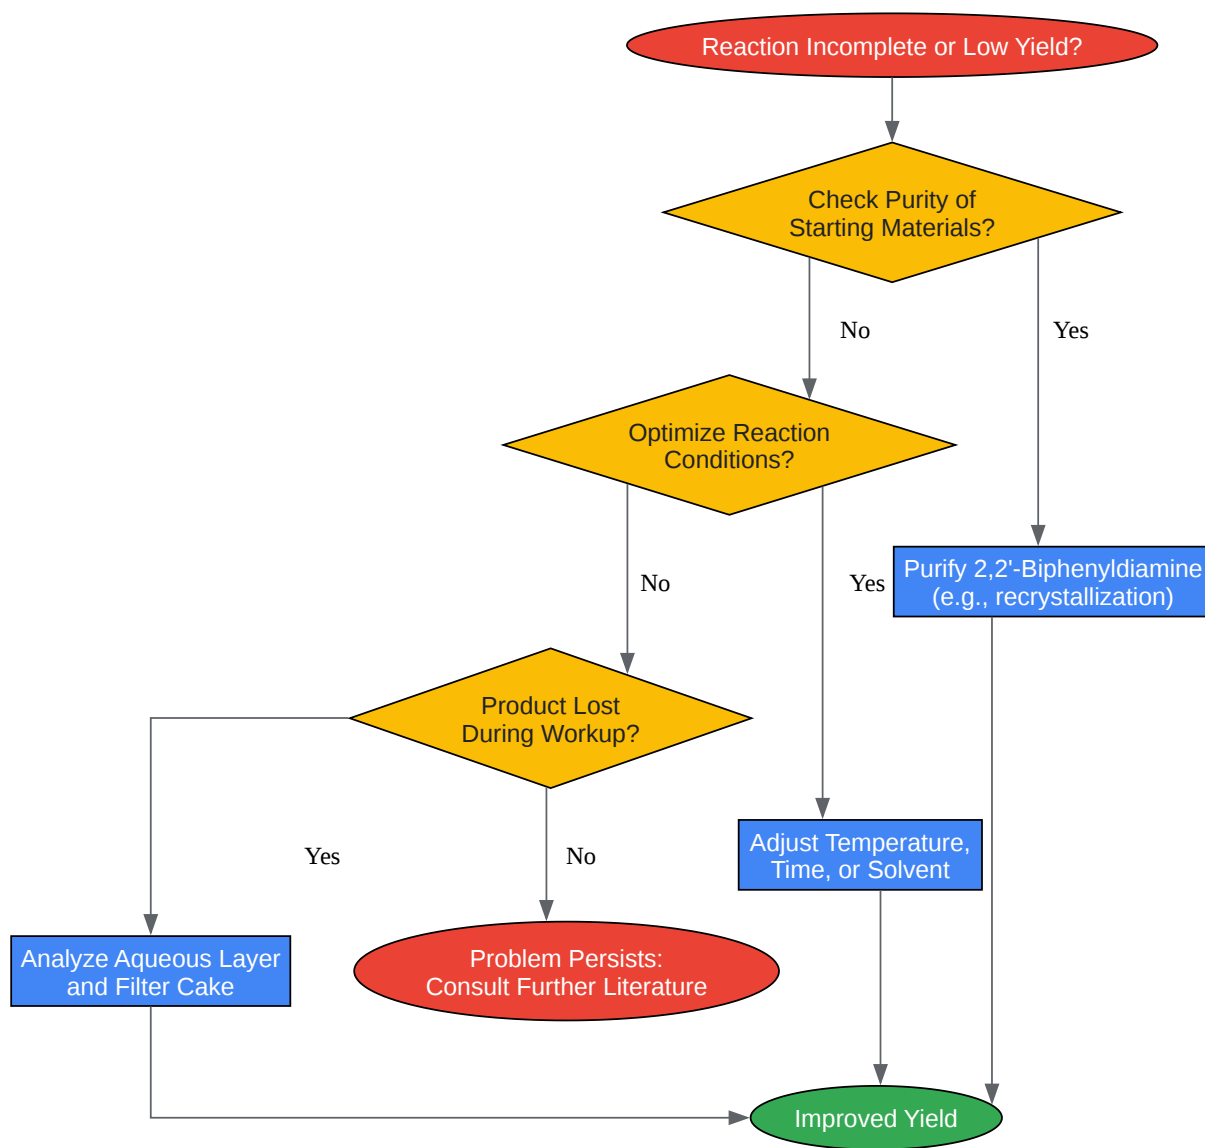 Reaction Incomplete or Low Yield?
Check Purity of
Starting Materials?
No
Yes
Optimize Reaction
Conditions?
No
Yes
Purify 2,2'-Biphenyldiamine
(e.g., recrystallization)
Product Lost
During Workup?
Yes
No
Adjust Temperature,
Time, or Solvent
Analyze Aqueous Layer
and Filter Cake
Problem Persists:
Consult Further Literature
Improved Yield